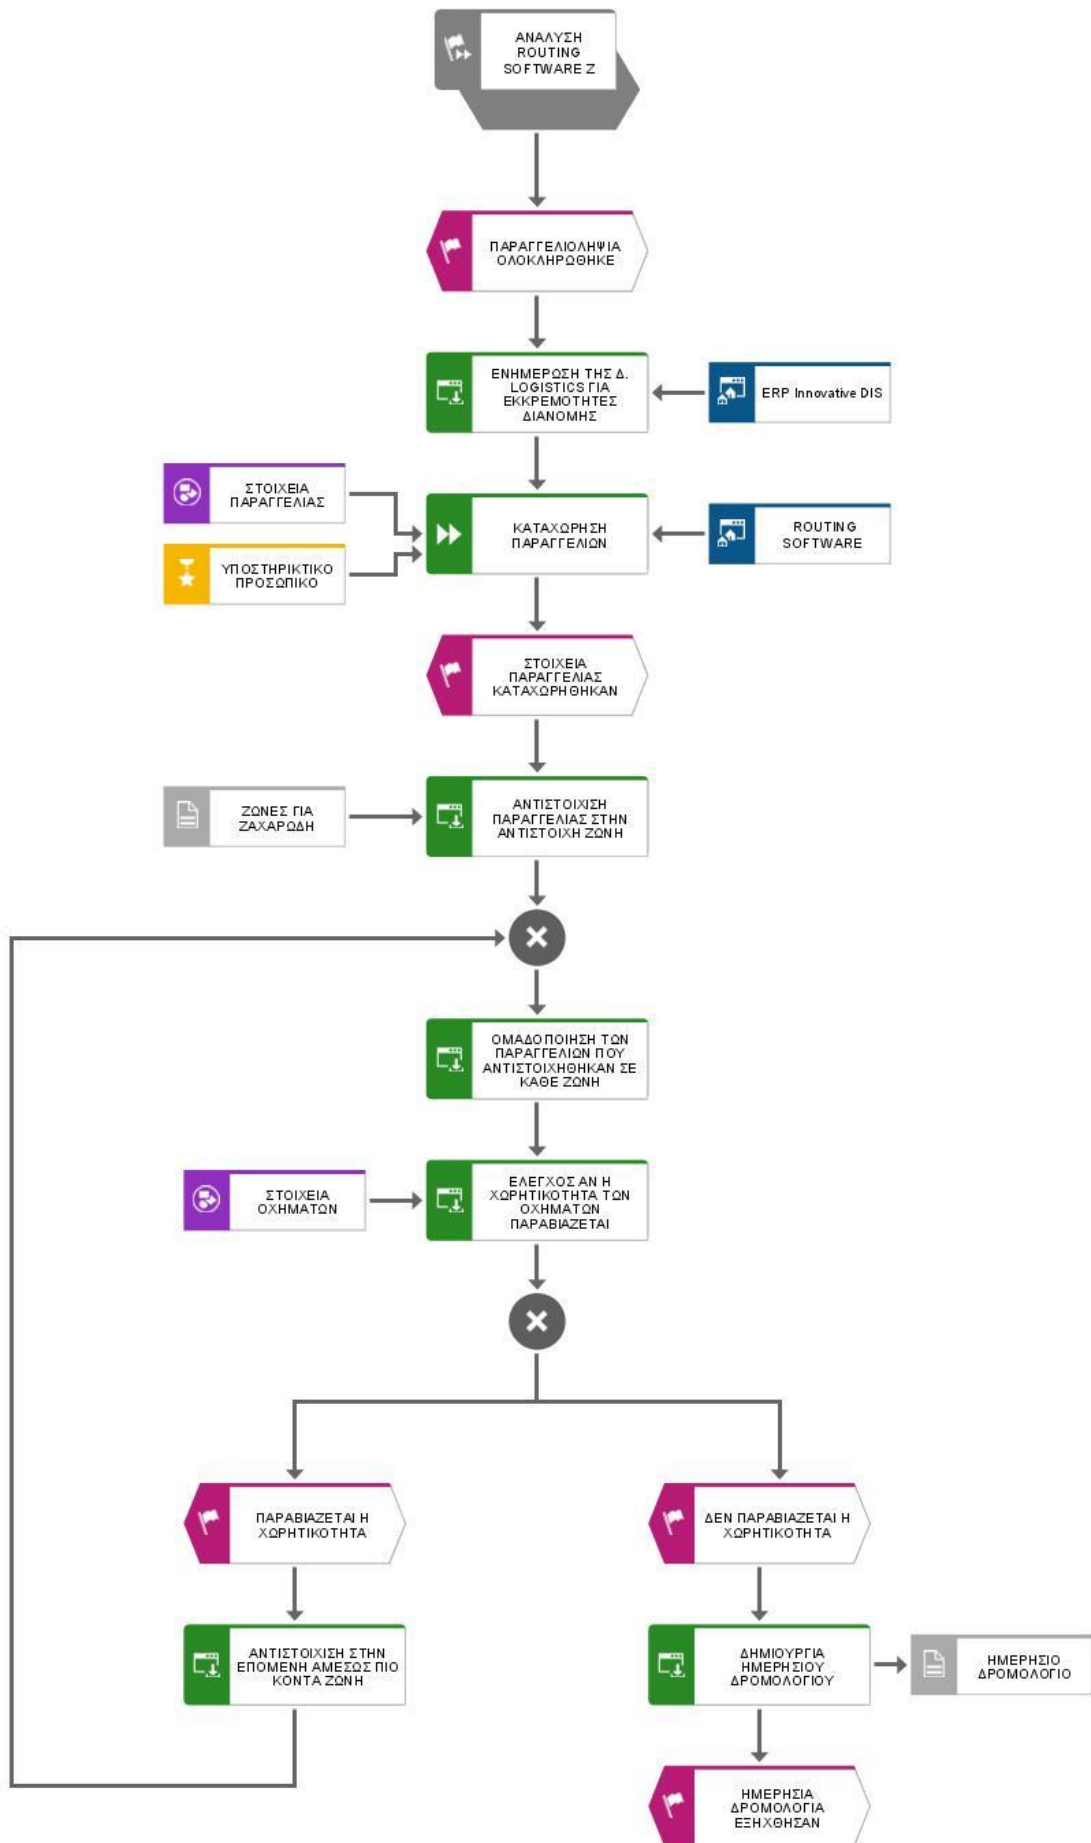 ΑΝΑΛΥΣΗ
ROUTING
SOFTWARE Ζ
ΠΑΡΑΓΓΕΛΙΟΛΗΨΙΑ
ΟΛΟΚΛΗΡΩΘΗΚΕ
ΕΝΗΜΕΡΩΣΗ ΤΗΣ Δ.
LOGISTICS ΓΙΑ
ΕΚΚΡΕΜΟΤΗΤΕΣ
ΔΙΑΝΟΜΗΣ
ERP Innovative DIS
ΣΤΟΙΧΕΙΑ
ΠΑΡΑΓΓΕΛΙΑΣ
ΥΠΟΣΤΗΡΙΚΤΙΚΟ
ΠΡΟΣΩΠΙΚΟ
ΚΑΤΑΧΩΡΗΣΗ
ΠΑΡΑΓΓΕΛΙΩΝ
ROUTING
SOFTWARE
ΣΤΟΙΧΕΙΑ
ΠΑΡΑΓΓΕΛΙΑΣ
ΚΑΤΑΧΩΡΗΘΗΚΑΝ
ΖΩΝΕΣ ΓΙΑ
ΖΑΧΑΡΩΔΗ
ΑΝΤΙΣΤΟΙΧΙΣΗ
ΠΑΡΑΓΓΕΛΙΑΣ ΣΤΗΝ
ΑΝΤΙΣΤΟΙΧΗ ΖΩΝΗ
ΟΜΑΔΟΠΟΙΗΣΗ ΤΩΝ
ΠΑΡΑΓΓΕΛΙΩΝ ΠΟΥ
ΑΝΤΙΣΤΟΙΧΗΘΗΚΑΝ ΣΕ
ΚΑΘΕ ΖΩΝΗ
ΣΤΟΙΧΕΙΑ
ΟΧΗΜΑΤΩΝ
ΕΛΕΓΧΟΣ ΑΝ Η
ΧΩΡΗΤΙΚΟΤΗΤΑ ΤΩΝ
ΟΧΗΜΑΤΩΝ
ΠΑΡΑΒΙΑΖΕΤΑΙ
ΠΑΡΑΒΙΑΖΕΤΑΙ Η
ΧΩΡΗΤΙΚΟΤΗΤΑ
ΔΕΝ ΠΑΡΑΒΙΑΖΕΤΑΙ Η
ΧΩΡΗΤΙΚΟΤΗΤΑ
ΑΝΤΙΣΤΟΙΧΙΣΗ ΣΤΗΝ
ΕΠΟΜΕΝΗ ΑΜΕΣΩΣ ΠΙΟ
ΚΟΝΤΑ ΖΩΝΗ
ΔΗΜΙΟΥΡΓΙΑ
ΗΜΕΡΗΣΙΟΥ
ΔΡΟΜΟΛΟΓΙΟΥ
ΗΜΕΡΗΣΙΟ
ΔΡΟΜΟΛΟΓΙΟ
ΗΜΕΡΗΣΙΑ
ΔΡΟΜΟΛΟΓΙΑ
ΕΞΗΧΘΗΣΑΝ